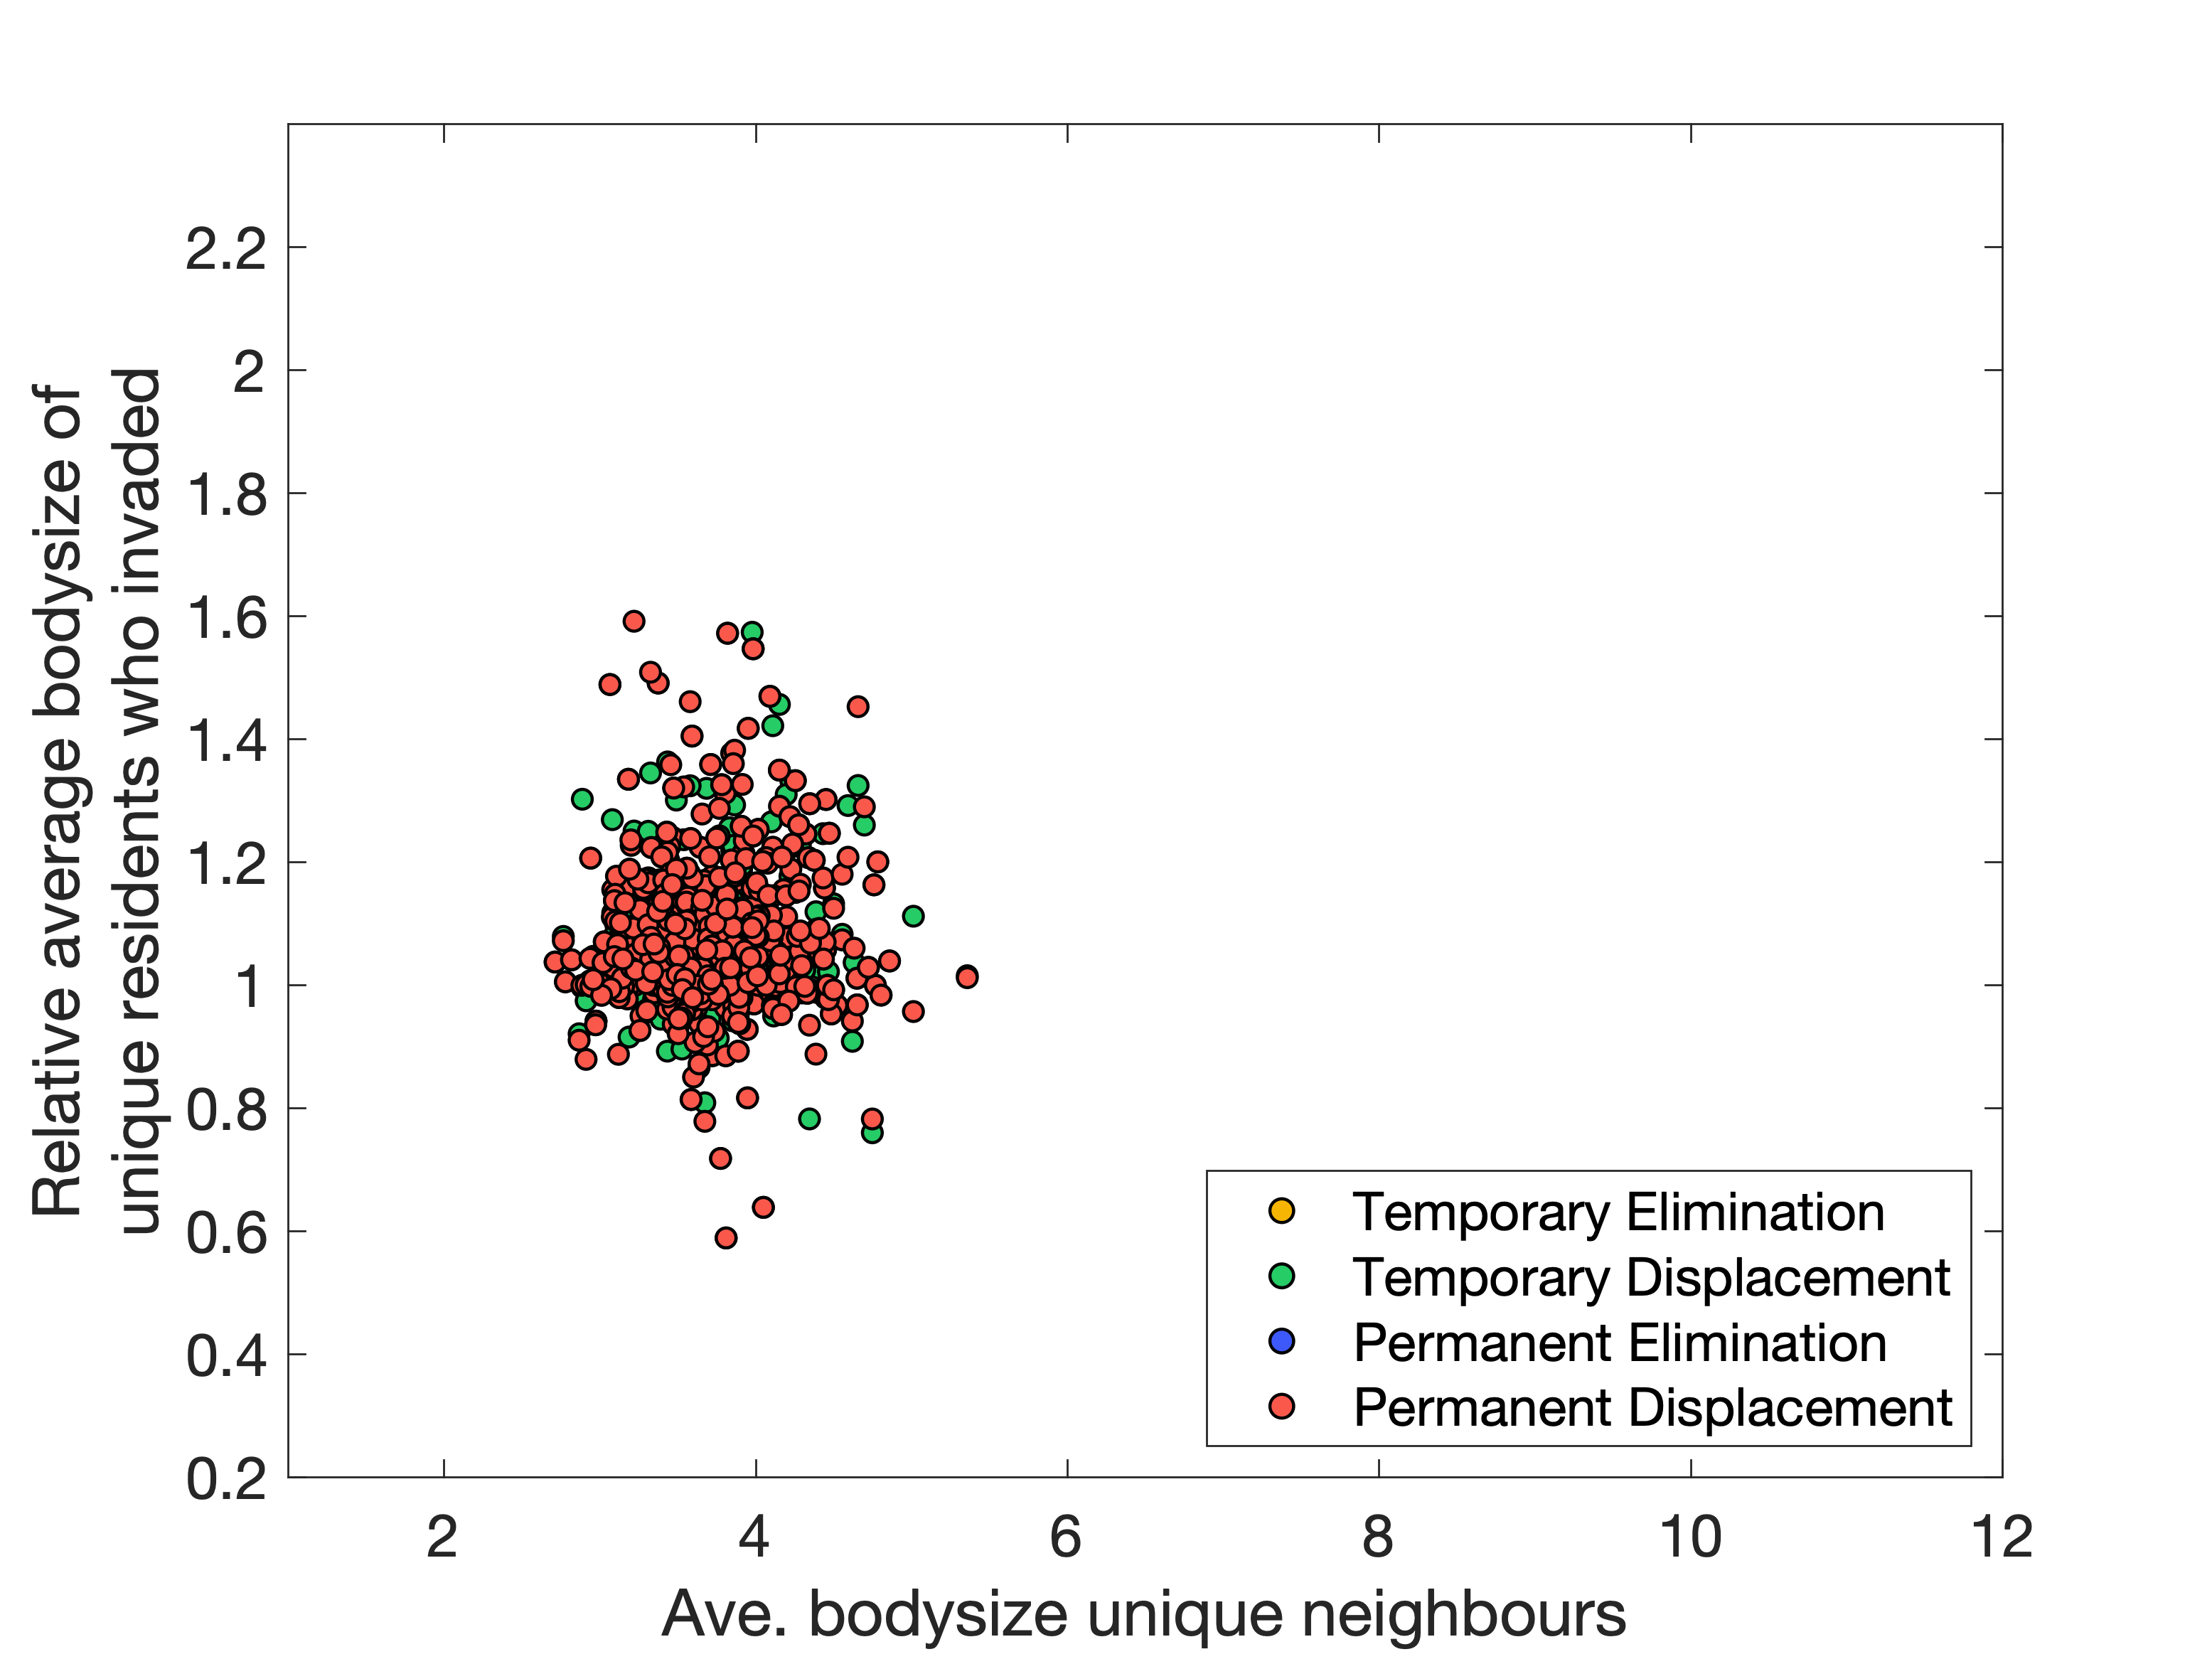 Relative average bodysize of
unique residents who invaded
2.2
2
1.8
1.6
1.4
1.2
1
0.8
0.6
0.4
0.2
Temporary Elimination
Temporary Displacement
Permanent Elimination
Permanent Displacement
2 4 6 8 10 12
Ave. bodysize unique neighbours